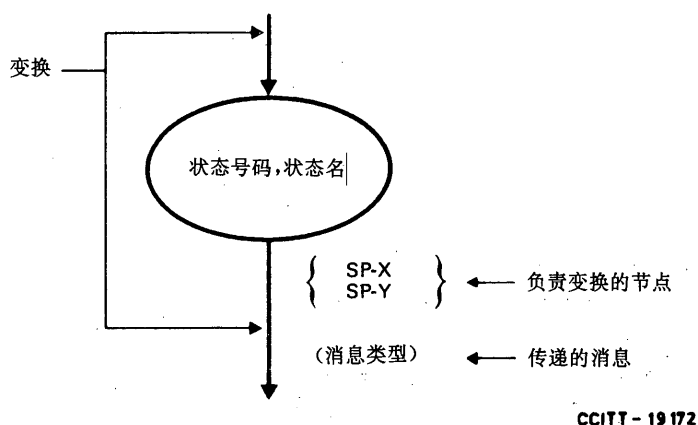 变换
状态号码,状态名
SP-X
SP-Y
负责变换的节点
(消息类型)
传递的消息
CCITT-19172